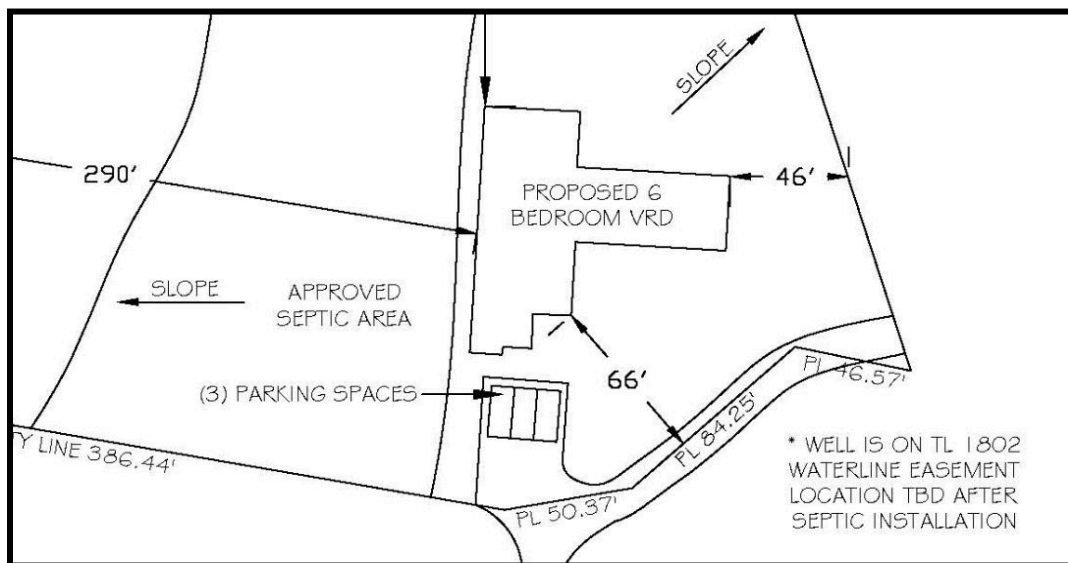 SLOPE
290'
PROPOSED 6
BEDROOM VRD
46'
SLOPE
APPROVED
SEPTIC AREA
66'
(3) PARKING SPACES
PL 46.57'
TY LINE 386.44'
PL 84.25'
PL 50.37'
* WELL IS ON TL 1802
WATERLINE EASEMENT
LOCATION TBD AFTER
SEPTIC INSTALLATION